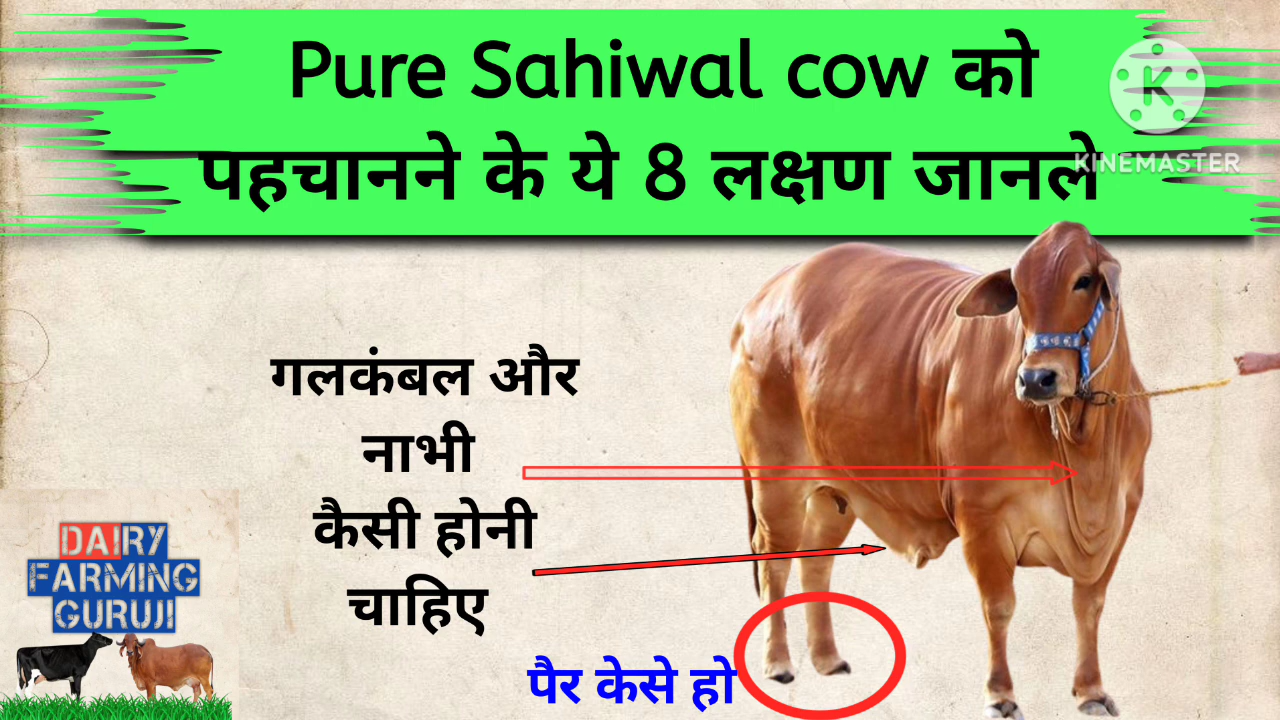 Pure Sahiwal cow को
पहचानने के ये 8 लक्षण जानले
K
KINEMASTER
गलकंबल और
नाभी
कैसी होनी
चाहिए
पैर केसे हो
DAIRY
FARMING
GURUJI